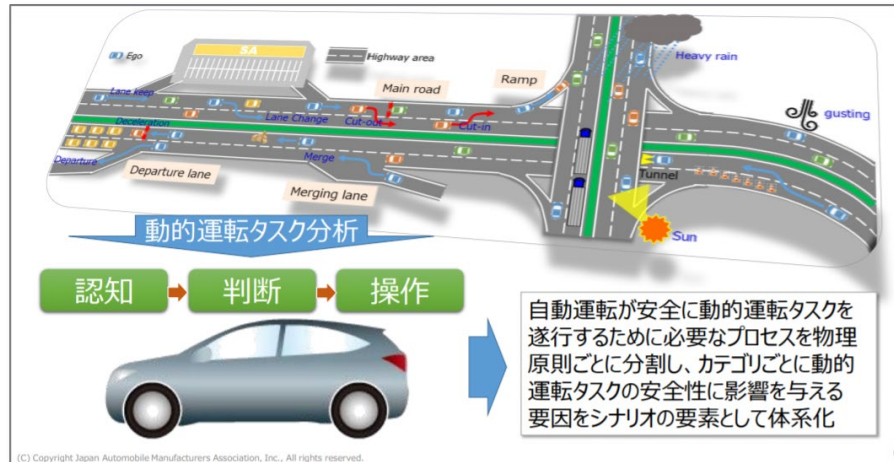 SA
Ego
Highway area
Heavy rain
Ramp
Main road
Lane keep
gusting
Lane Change
Cut-out
Cut-in
Deceleration
Merge
Tunnel
Departure
Departure lane
Merging lane
Sun
動的運転タスク分析
認知
判断
操作
自動運転が安全に動的運転タスクを
遂行するために必要なプロセスを物理
原則ごとに分割し、カテゴリごとに動的
運転タスクの安全性に影響を与える
要因をシナリオの要素として体系化
(C) Copyright Japan Automobile Manufacturers Association, Inc., All rights reserved.